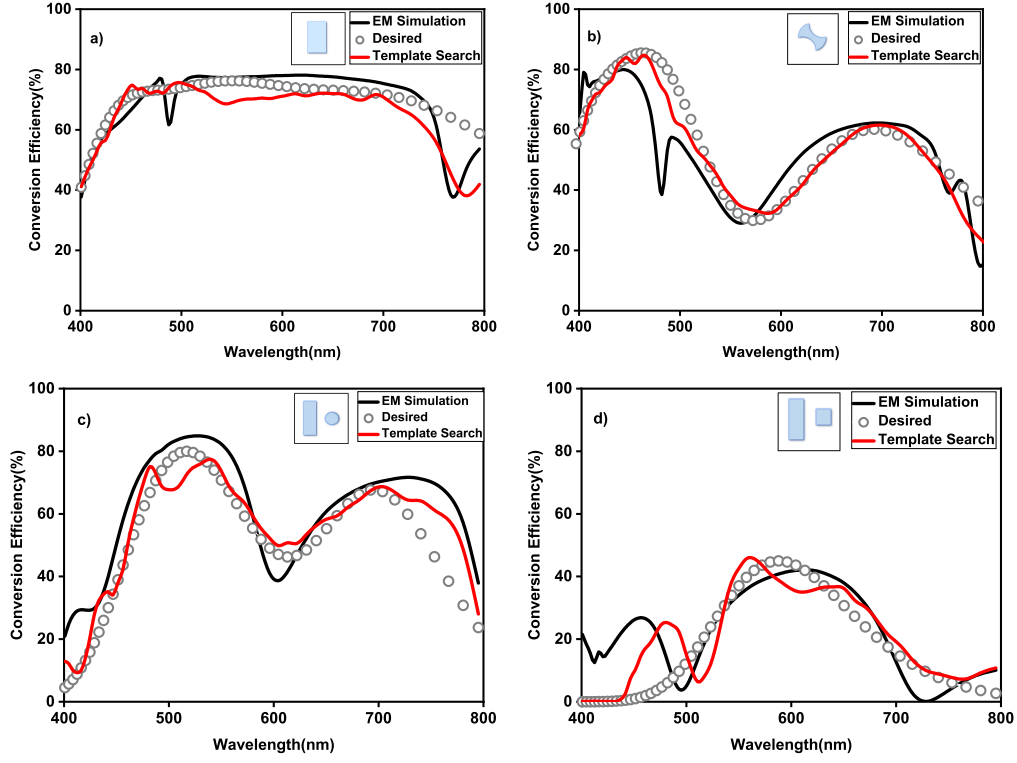 a)
EM Simulation
Desired
Template Search
Conversion Efficiency(%)
100
80
60
40
20
0
400 500 600 700 800
Wavelength(nm)
b)
EM Simulation
Desired
Template Search
Conversion Efficiency(%)
100
80
60
40
20
0
400 500 600 700 800
Wavelength(nm)
c)
EM Simulation
Desired
Template Search
Conversion Efficiency(%)
100
80
60
40
20
0
400 500 600 700 800
Wavelength(nm)
d)
EM Simulation
Desired
Template Search
Conversion Efficiency(%)
100
80
60
40
20
0
400 500 600 700 800
Wavelength(nm)